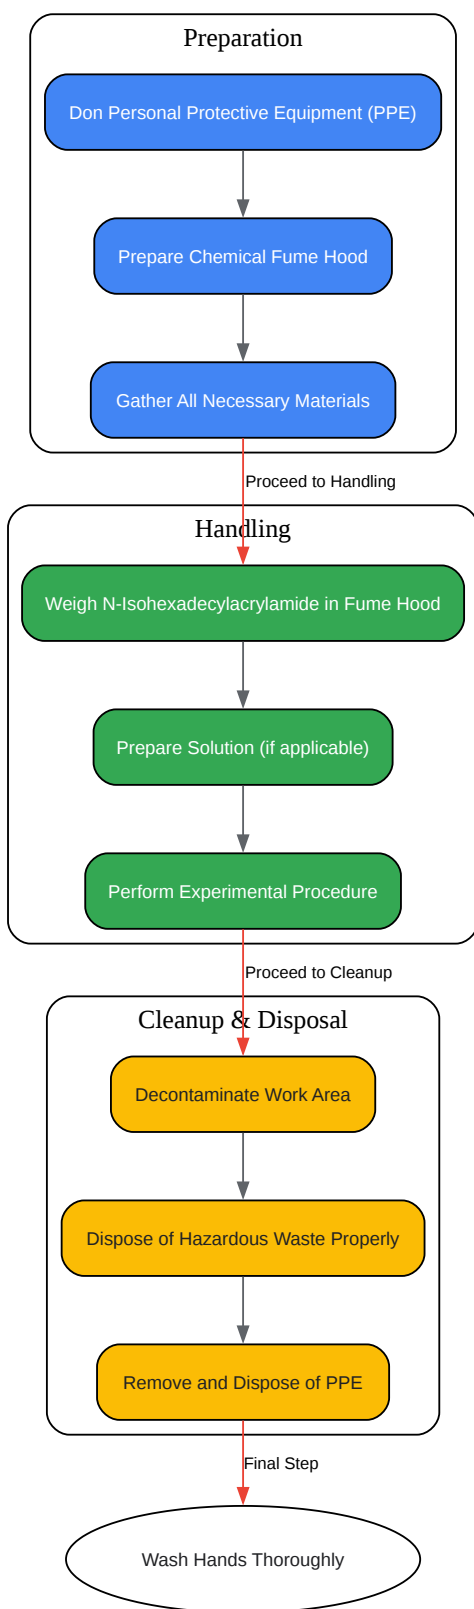 Preparation
Don Personal Protective Equipment (PPE)
Prepare Chemical Fume Hood
Gather All Necessary Materials
Proceed to Handling
Handling
Weigh N-Isohexadecylacrylamide in Fume Hood
Prepare Solution (if applicable)
Perform Experimental Procedure
Proceed to Cleanup
Cleanup & Disposal
Decontaminate Work Area
Dispose of Hazardous Waste Properly
Remove and Dispose of PPE
Final Step
Wash Hands Thoroughly